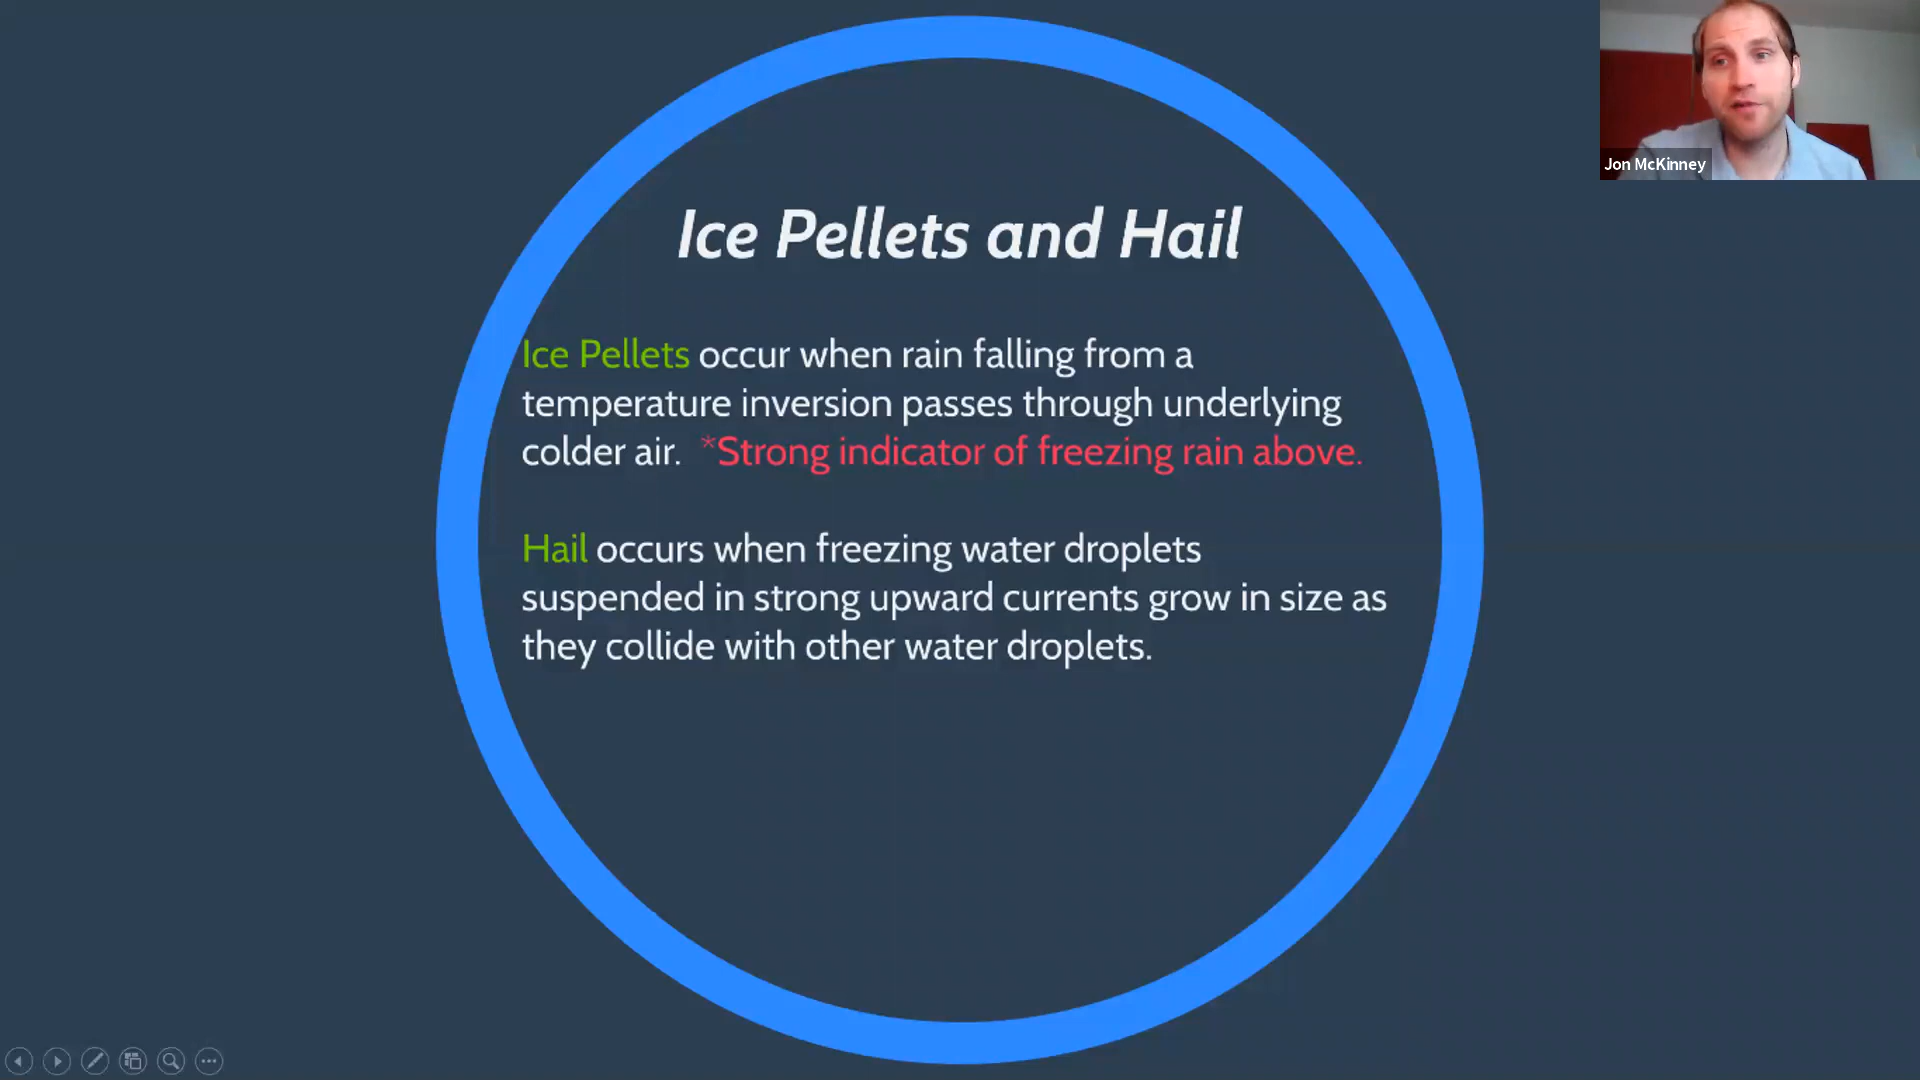 Jon McKinney
Ice Pellets and Hail
Ice Pellets occur when rain falling from a
temperature inversion passes through underlying
colder air. *Strong indicator of freezing rain above.
Hail occurs when freezing water droplets
suspended in strong upward currents grow in size as
they collide with other water droplets.